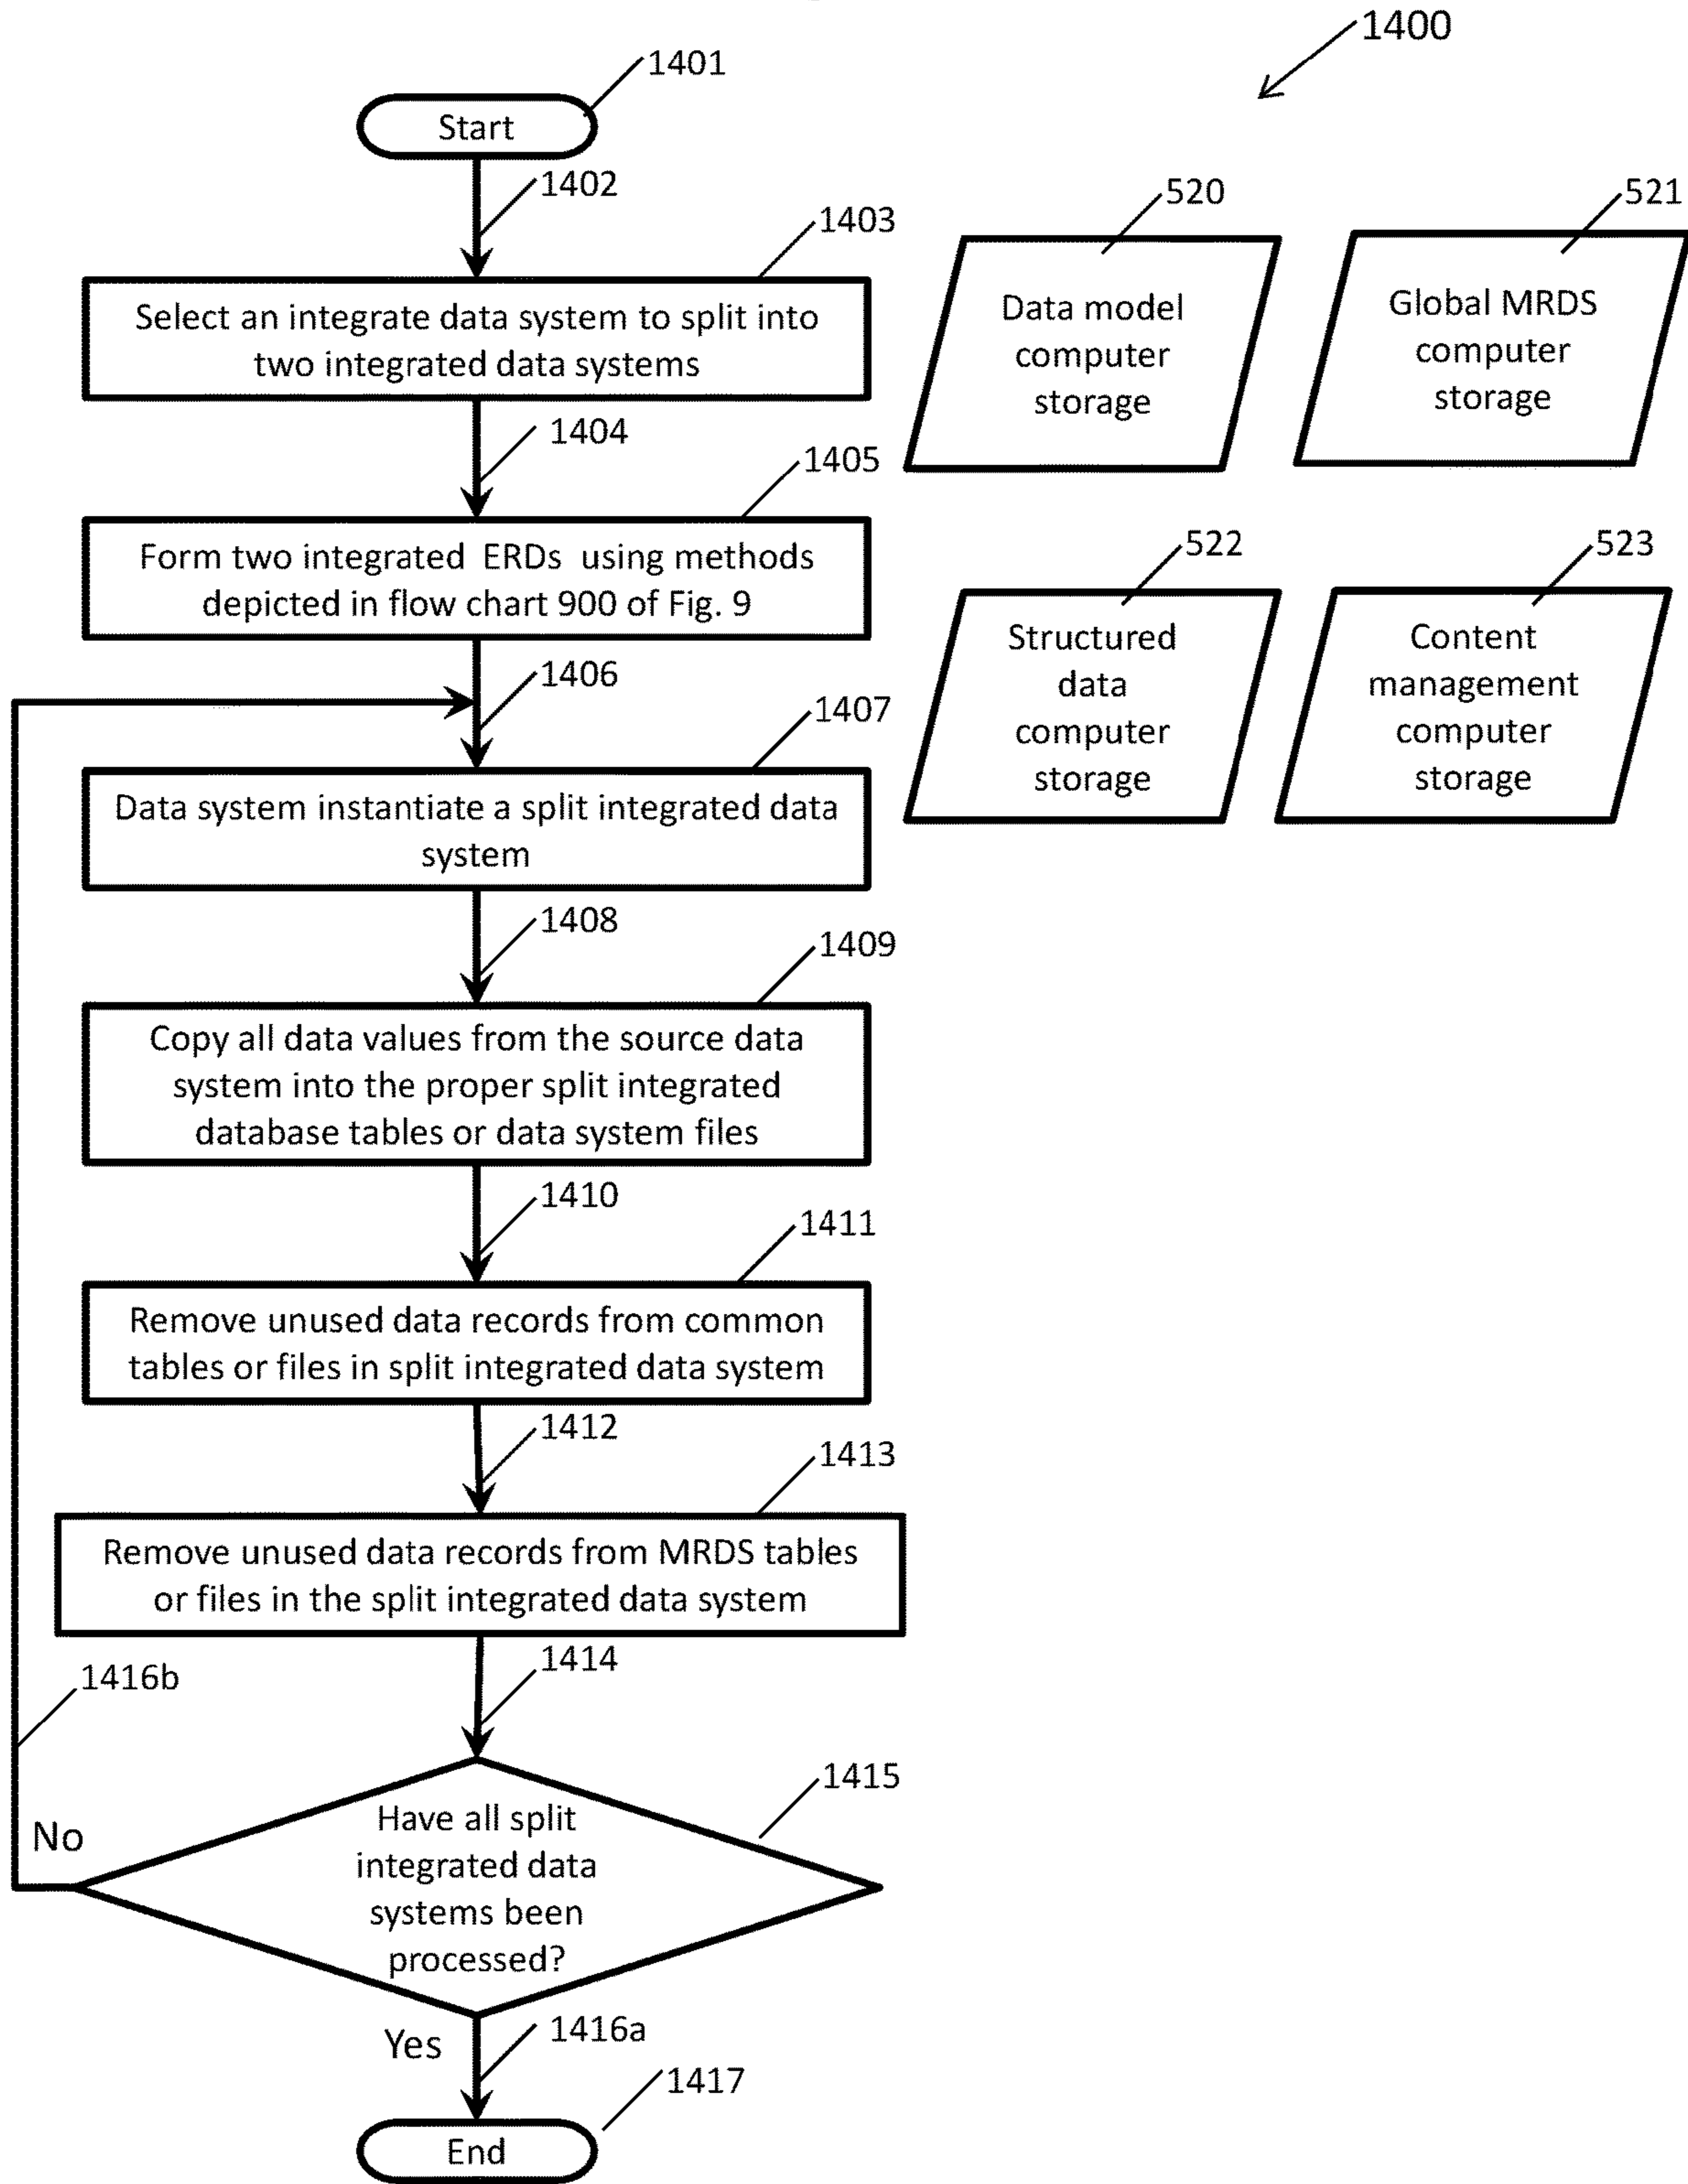 1400
1401
Start
1402
1403
Select an integrate data system to split into
two integrated data systems
1404
1405
Form two integrated ERDs using methods
depicted in flow chart 900 of Fig. 9
1406
1407
Data system instantiate a split integrated data
system
1408
1409
Copy all data values from the source data
system into the proper split integrated
database tables or data system files
1410
1411
Remove unused data records from common
tables or files in split integrated data system
1412
1413
Remove unused data records from MRDS tables
or files in the split integrated data system
1414
1416b
1415
Have all split
integrated data
systems been
processed?
No
Yes
1416a
1417
End
520
Data model
computer
storage
521
Global MRDS
computer
storage
522
Structured
data
computer
storage
523
Content
management
computer
storage